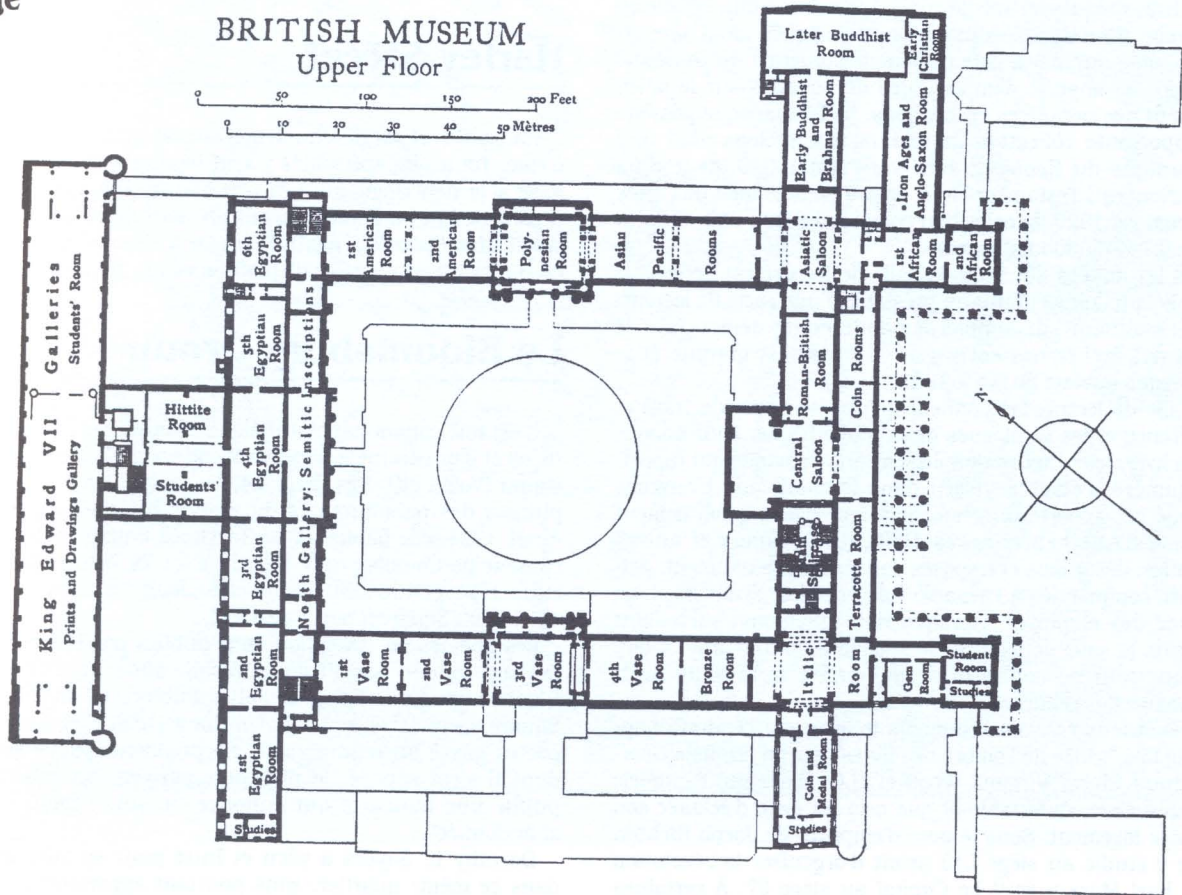 BRITISH MUSEUM
Upper Floor
0 50 100 150 200 Feet
0 10 20 30 40 50 Mètres
King Edward VII Galleries
Students' Room
Prints and Drawings Gallery
Hittite
Room
Students'
Room
6th
Egyptian
Room
5th
Egyptian
Room
4th
Egyptian
Room
3rd
Egyptian
Room
2nd
Egyptian
Room
1st
Egyptian
Room
Studies
North Gallery: Semitic Inscriptions
1st
American
Room
2nd
American
Room
Poly
nesian
Room
Asian
Pacific
Rooms
Asiatic
Saloon
Later Buddhist
Room
Early
Christian
Room
Early Buddhist
and
Brahman Room
Iron Ages and
Anglo-Saxon Room
1st
African
Room
2nd
African
Room
Roman-British
Room
Coin Rooms
Central
Saloon
Terracotta Room
1st
Vase
Room
2nd
Vase
Room
3rd
Vase
Room
4th
Vase
Room
Bronze
Room
Italic
Room
Gem
Room
Students
Room
Studies
Coin and
Medal Room
Studies